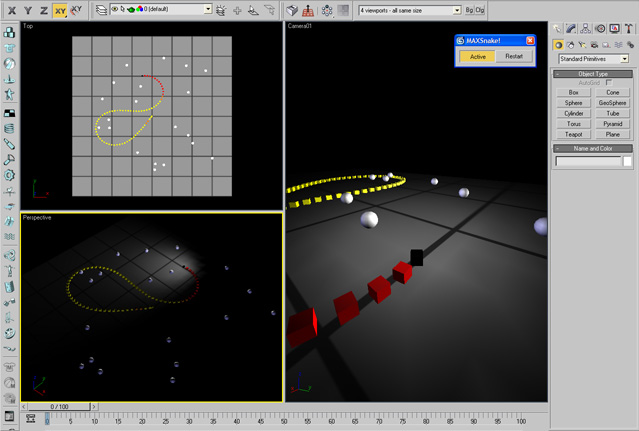 X Y Z XY XY
0 (default)
4 viewports - all same size
Bg Clg
Top
Camera01
MAXSnake!
Active Restart
Standard Primitives
- Object Type
AutoGrid
Box Cone
Sphere GeoSphere
Cylinder Tube
Torus Pyramid
Teapot Plane
- Name and Color
Perspective
0 / 100
0 5 10 15 20 25 30 35 40 45 50 55 60 65 70 75 80 85 90 95 100